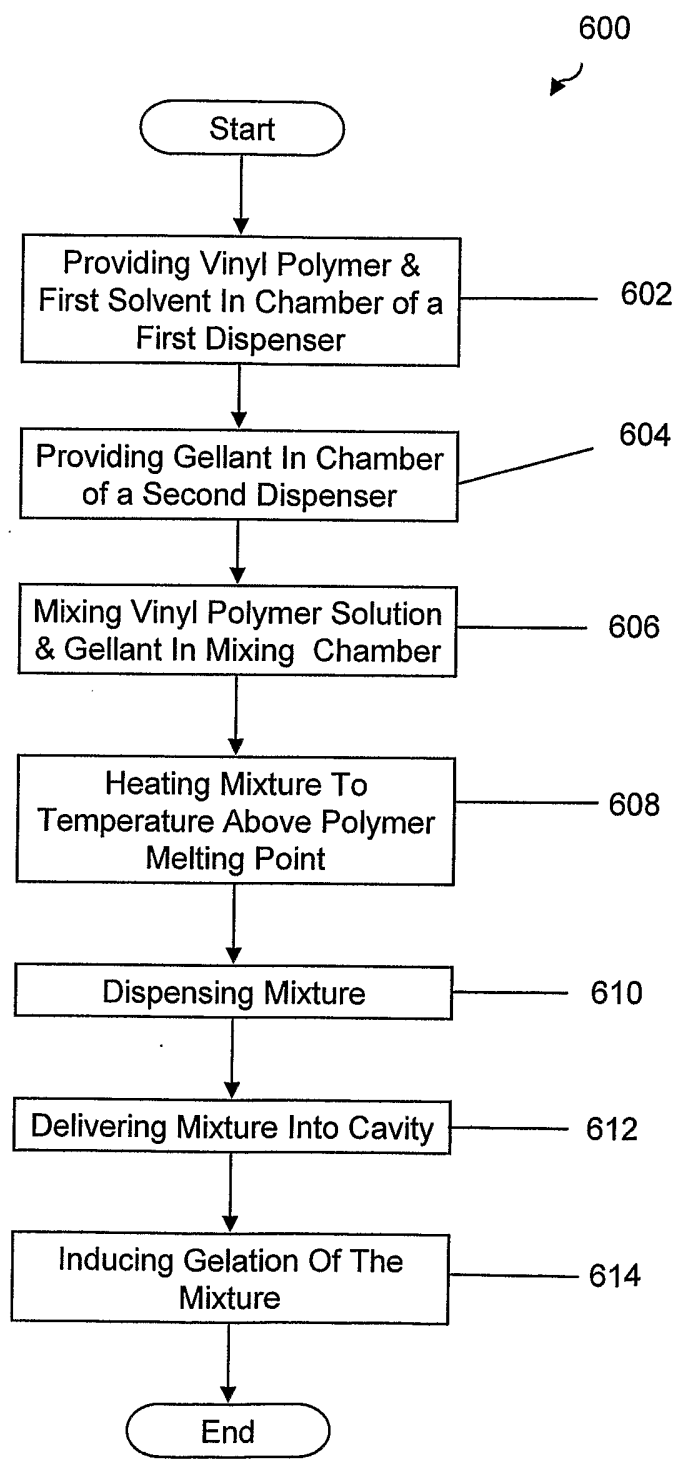 600
Start
Providing Vinyl Polymer &
First Solvent In Chamber of a
First Dispenser
602
Providing Gellant In Chamber
of a Second Dispenser
604
Mixing Vinyl Polymer Solution
& Gellant In Mixing Chamber
606
Heating Mixture To
Temperature Above Polymer
Melting Point
608
Dispensing Mixture
610
Delivering Mixture Into Cavity
612
Inducing Gelation Of The
Mixture
614
End